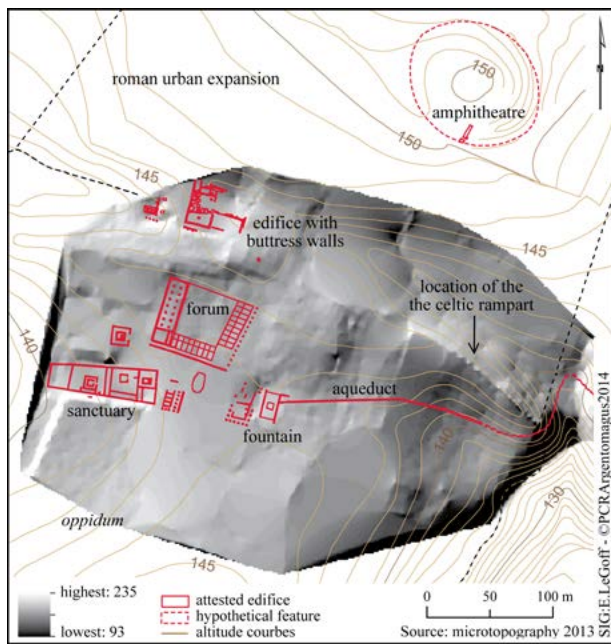 roman urban expansion
150
amphitheatre
N
150
145
edifice with
buttress walls
145
location of the
the celtic rampart
forum
140
aqueduct
sanctuary
fountain
140
130
oppidum
145
highest: 235
lowest: 93
attested edifice
hypothetical feature
altitude courbes
0 50 100 m
Source: microtopography 2013
SIG:E.LeGoff - ©PCRArgentomagus2014